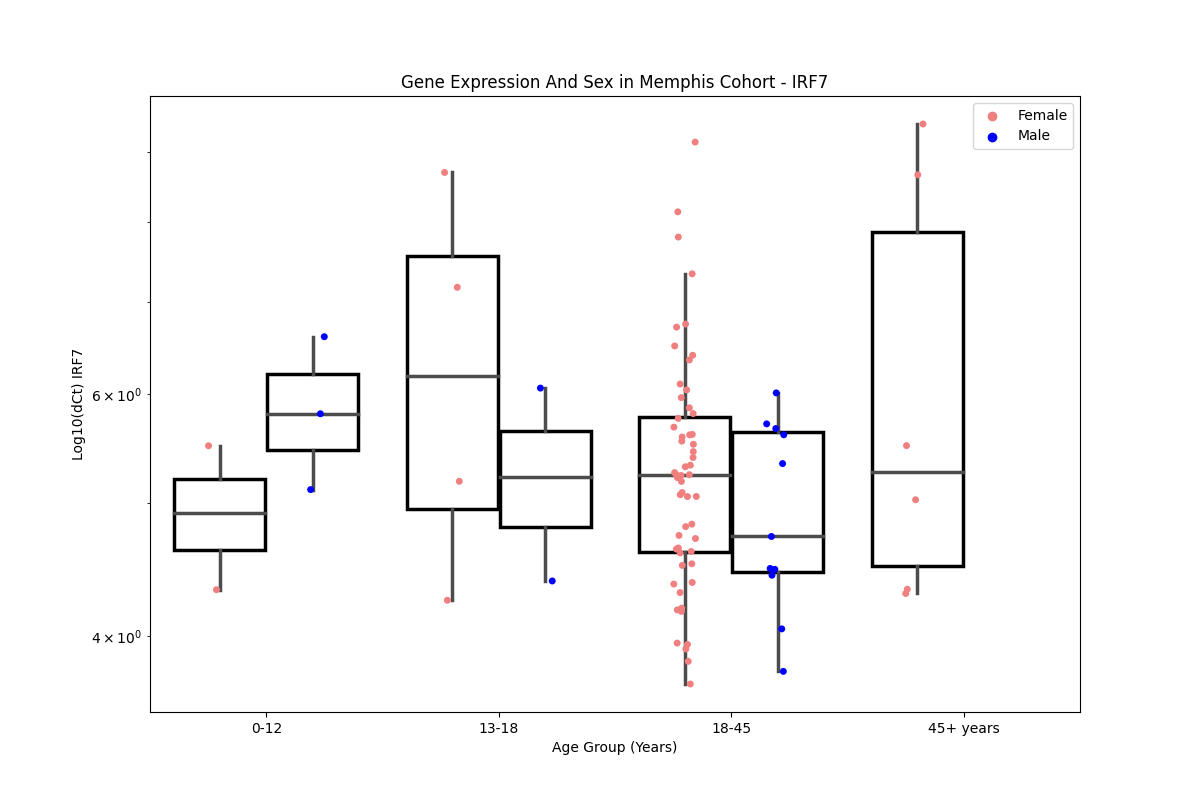 Gene Expression And Sex in Memphis Cohort - IRF7
Female
Male
Log10(dCt) IRF7
6 × 10⁰
4 × 10⁰
0-12
13-18
18-45
45+ years
Age Group (Years)